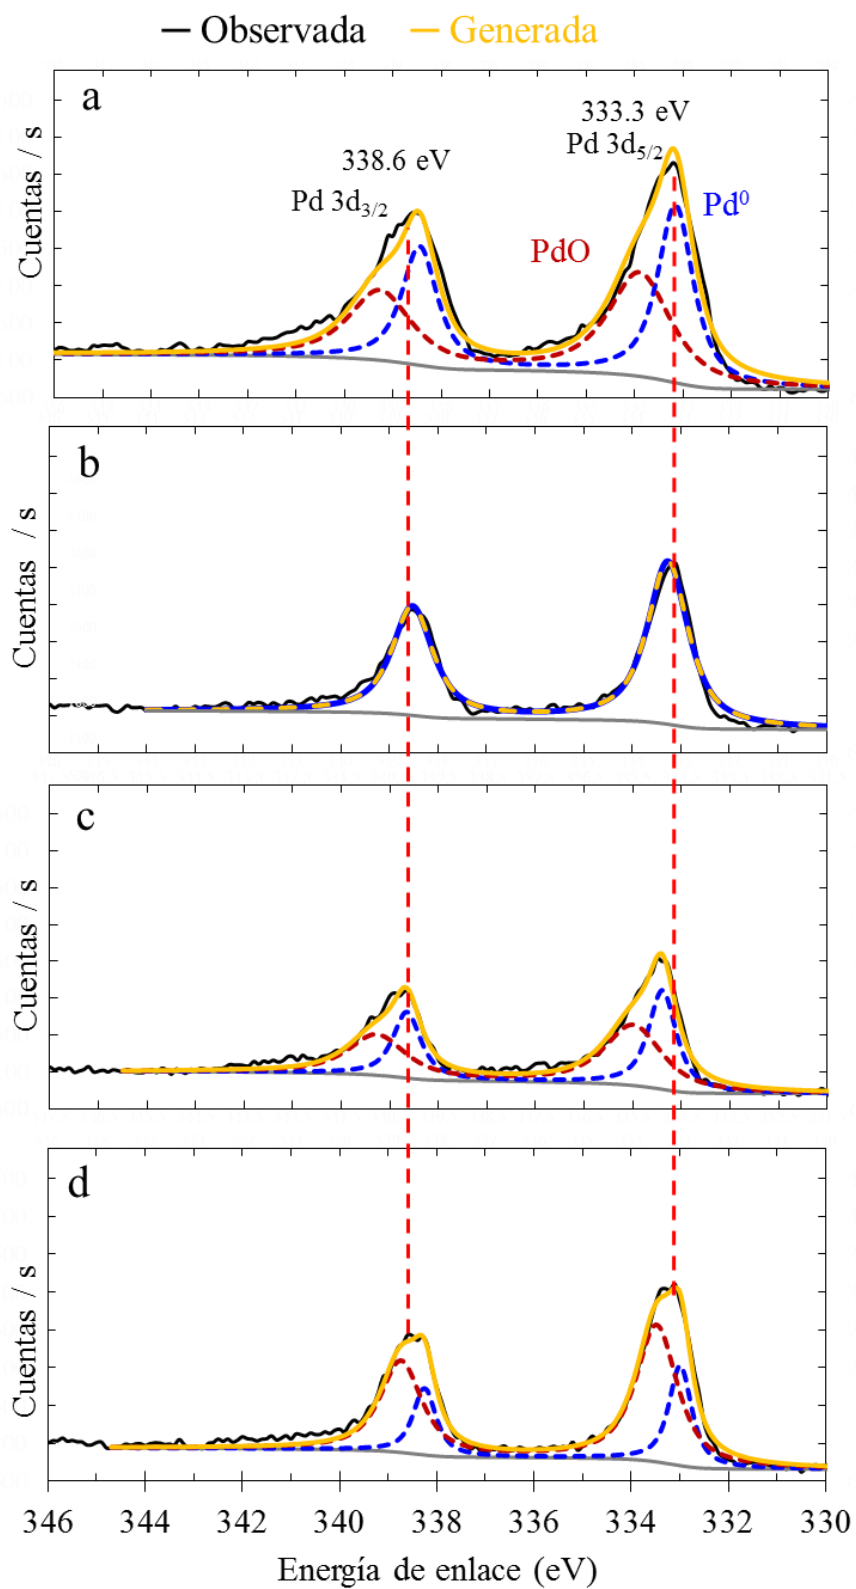 Observada Generada
a
333.3 eV
Pd 3d5/2
338.6 eV
Pd 3d3/2
Pd⁰
PdO
Cuentas / s
b
Cuentas / s
c
Cuentas / s
d
Cuentas / s
346 344 342 340 338 336 334 332 330
Energía de enlace (eV)